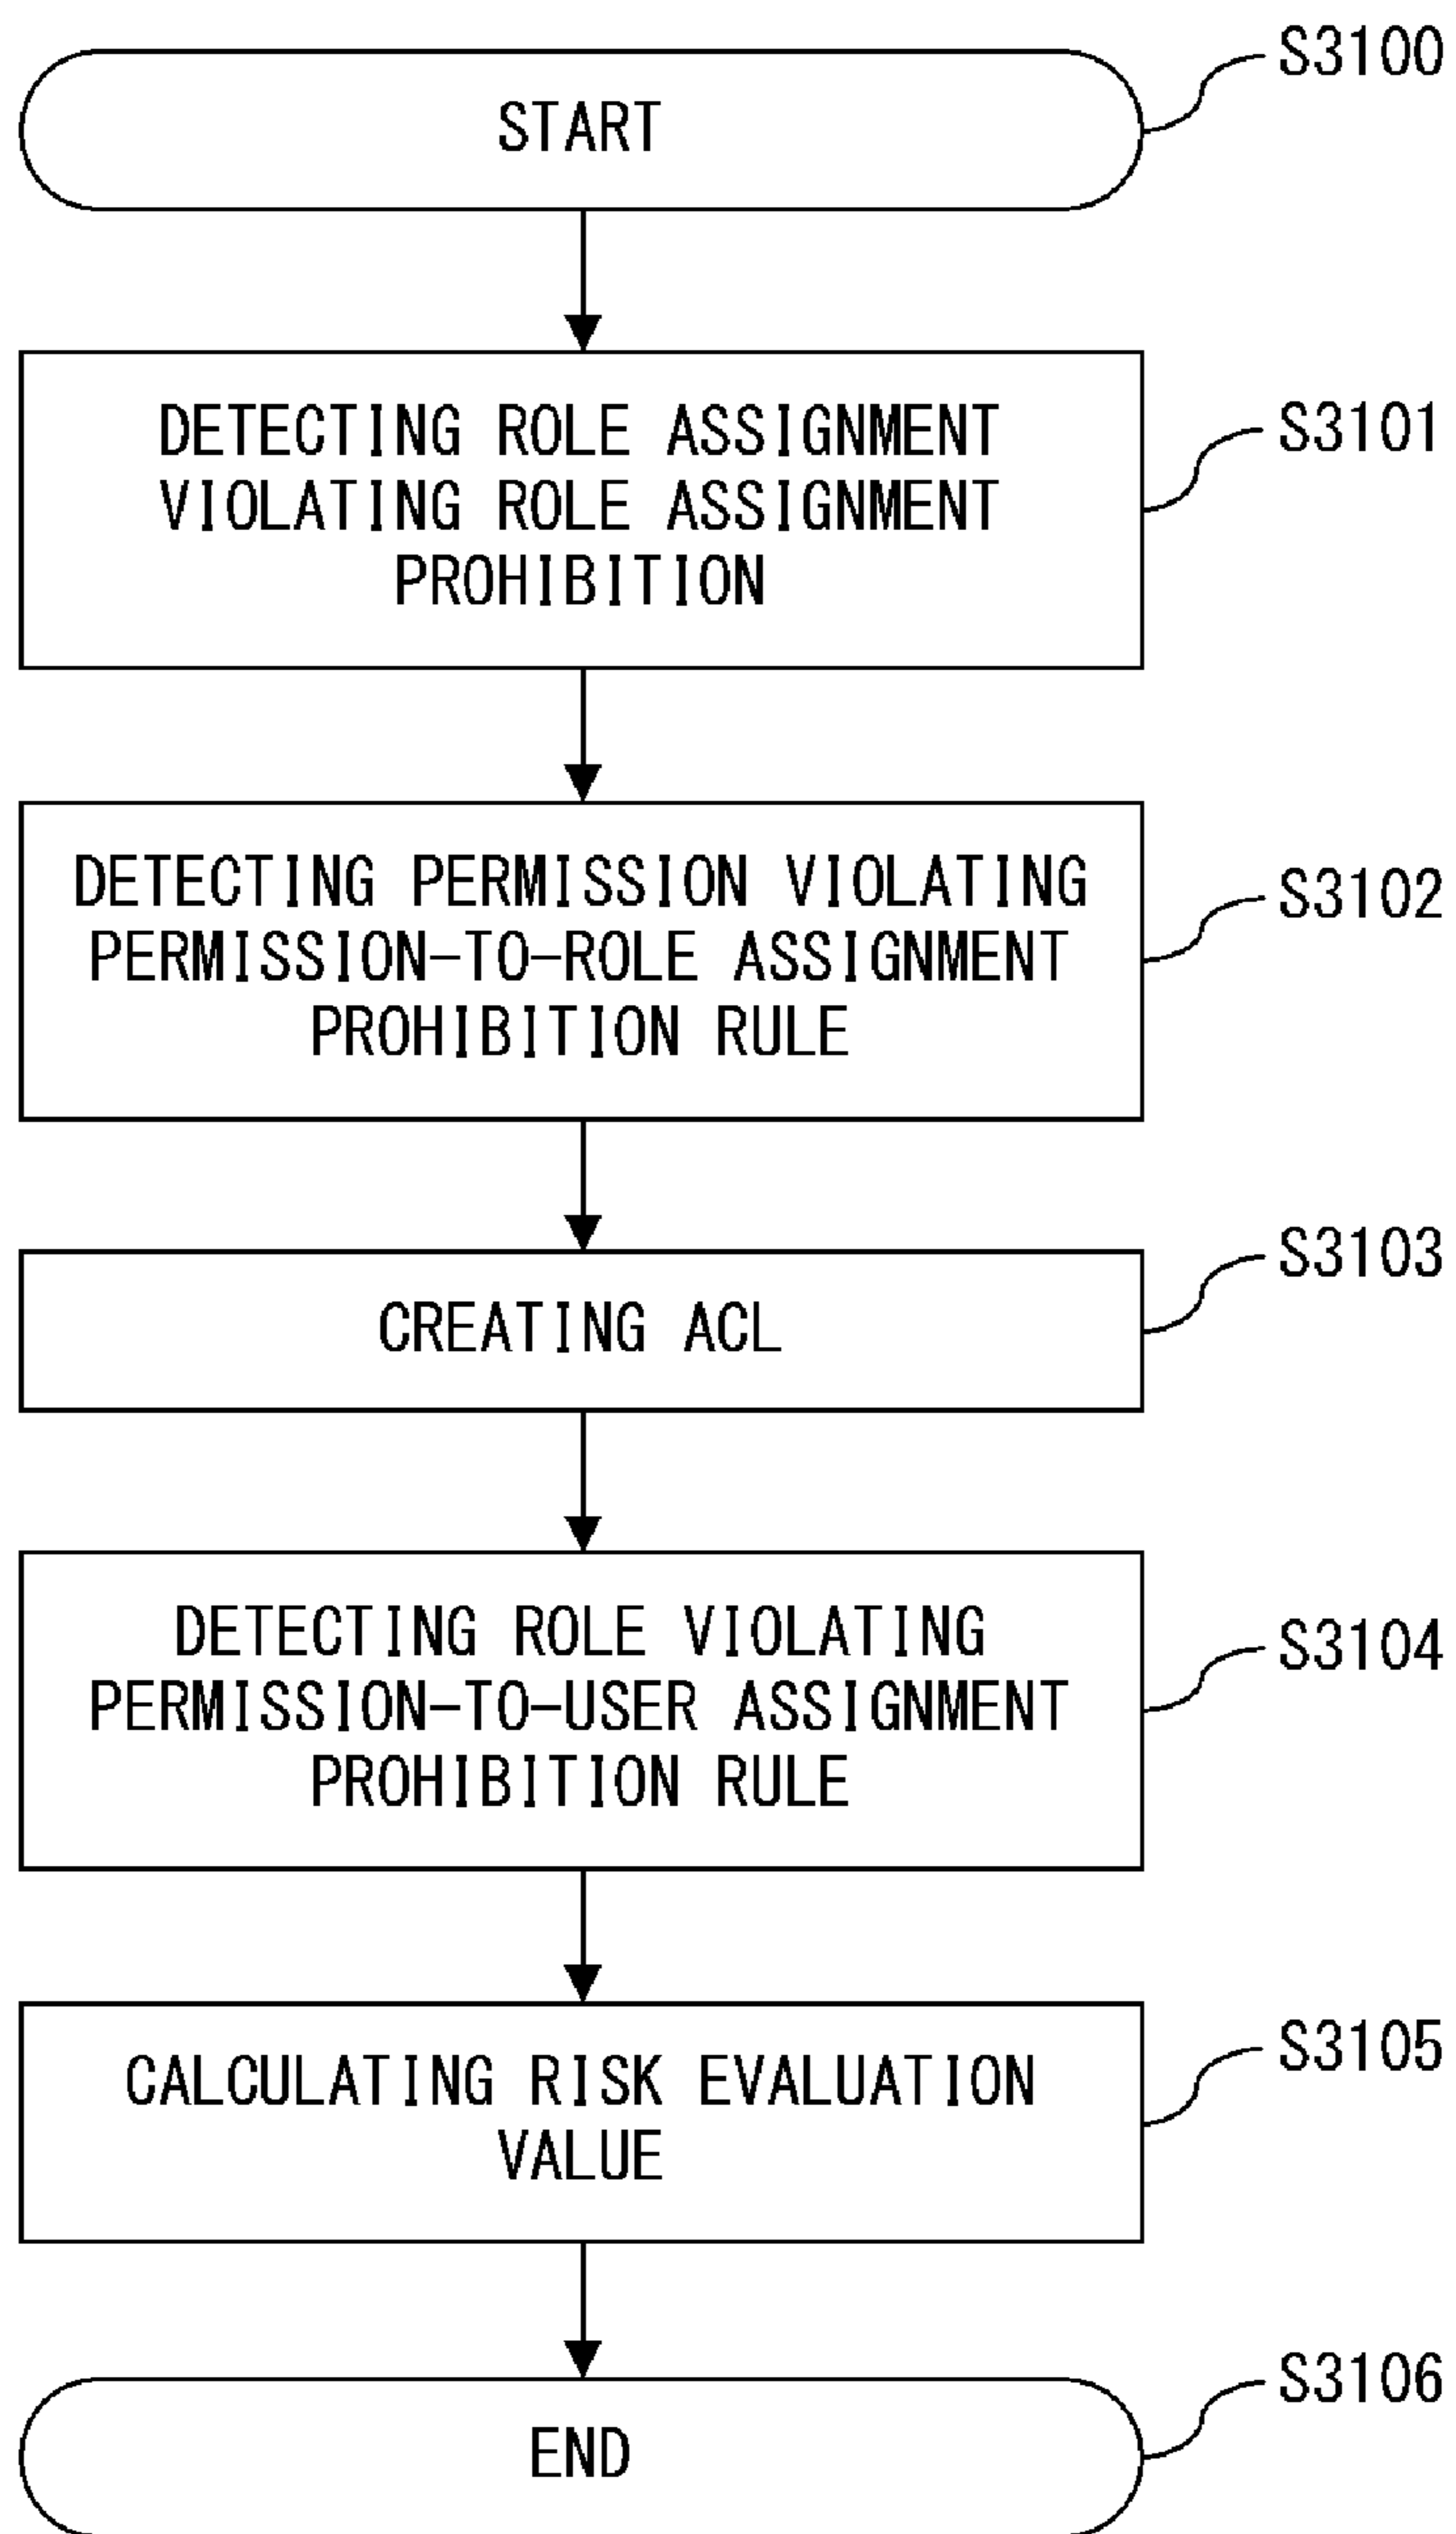 START
S3100
DETECTING ROLE ASSIGNMENT
VIOLATING ROLE ASSIGNMENT
PROHIBITION
S3101
DETECTING PERMISSION VIOLATING
PERMISSION-TO-ROLE ASSIGNMENT
PROHIBITION RULE
S3102
CREATING ACL
S3103
DETECTING ROLE VIOLATING
PERMISSION-TO-USER ASSIGNMENT
PROHIBITION RULE
S3104
CALCULATING RISK EVALUATION
VALUE
S3105
END
S3106